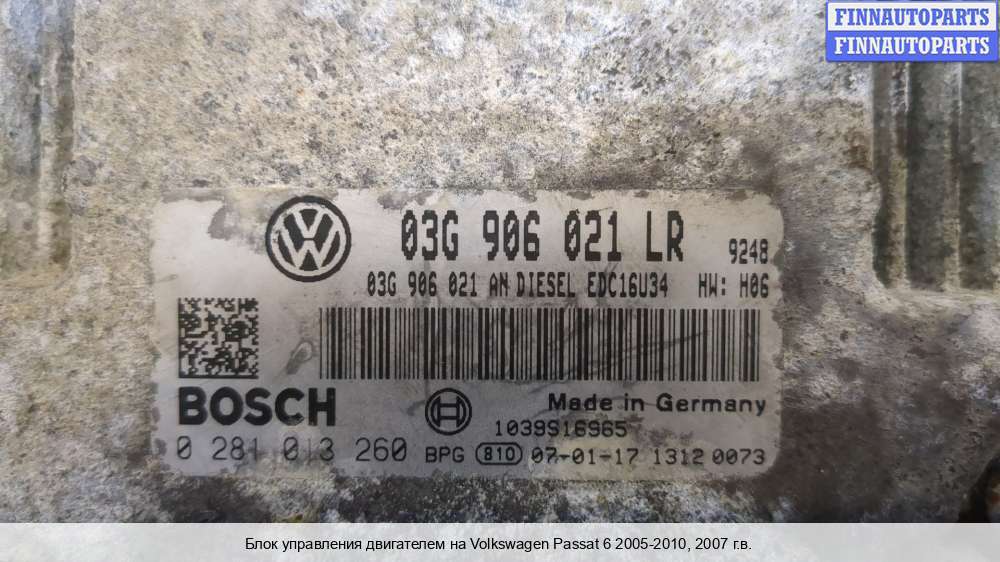 FINNAUTOPARTS
FINNAUTOPARTS
03G 906 021 LR 9248
03G 906 021 AN DIESEL EDC16U34 HW: H06
BOSCH
Made in Germany
1039S16965
0 281 013 260 BPG 810 07-01-17 1312 0073
Блок управления двигателем на Volkswagen Passat 6 2005-2010, 2007 г.в.